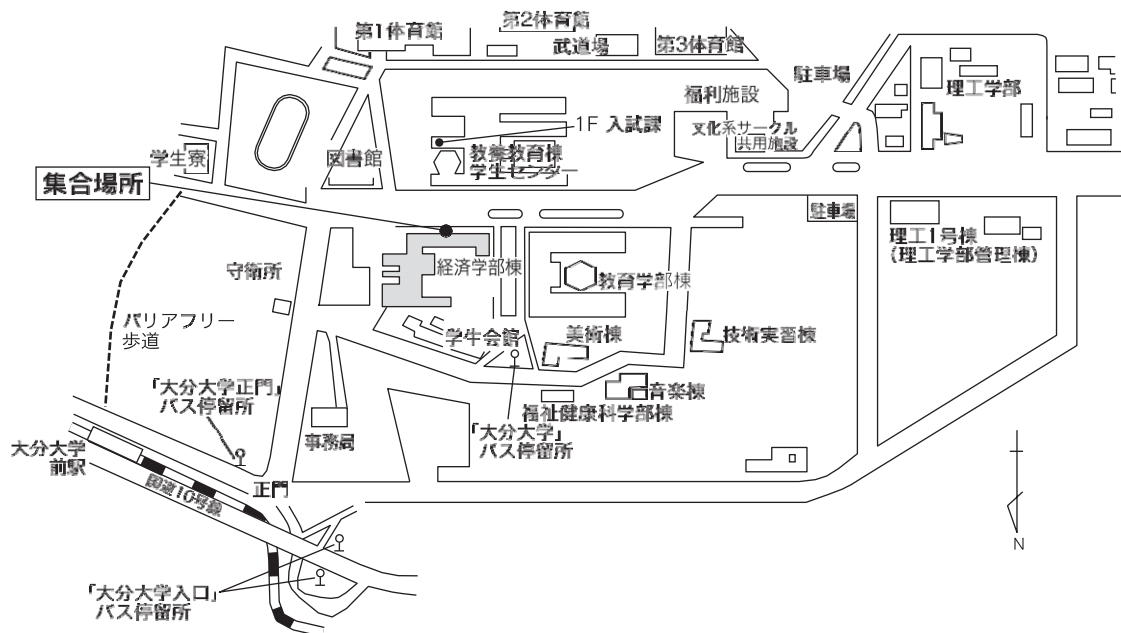 第1体育館
第2体育館
武道場
第3体育館
駐車場
理工学部
福利施設
1F 入試課
文化系サークル
共用施設
教養教育棟
学生センター
学生寮
図書館
集合場所
駐車場
理工1号棟
(理工学部管理棟)
守衛所
経済学部棟
教育学部棟
バリアフリー
歩道
学生会館
美術棟
技術実習棟
「大分大学正門」
バス停留所
音楽棟
福祉健康科学部棟
事務局
「大分大学」
バス停留所
大分大学
前駅
国道10号線
正門
N
「大分大学入口」
バス停留所